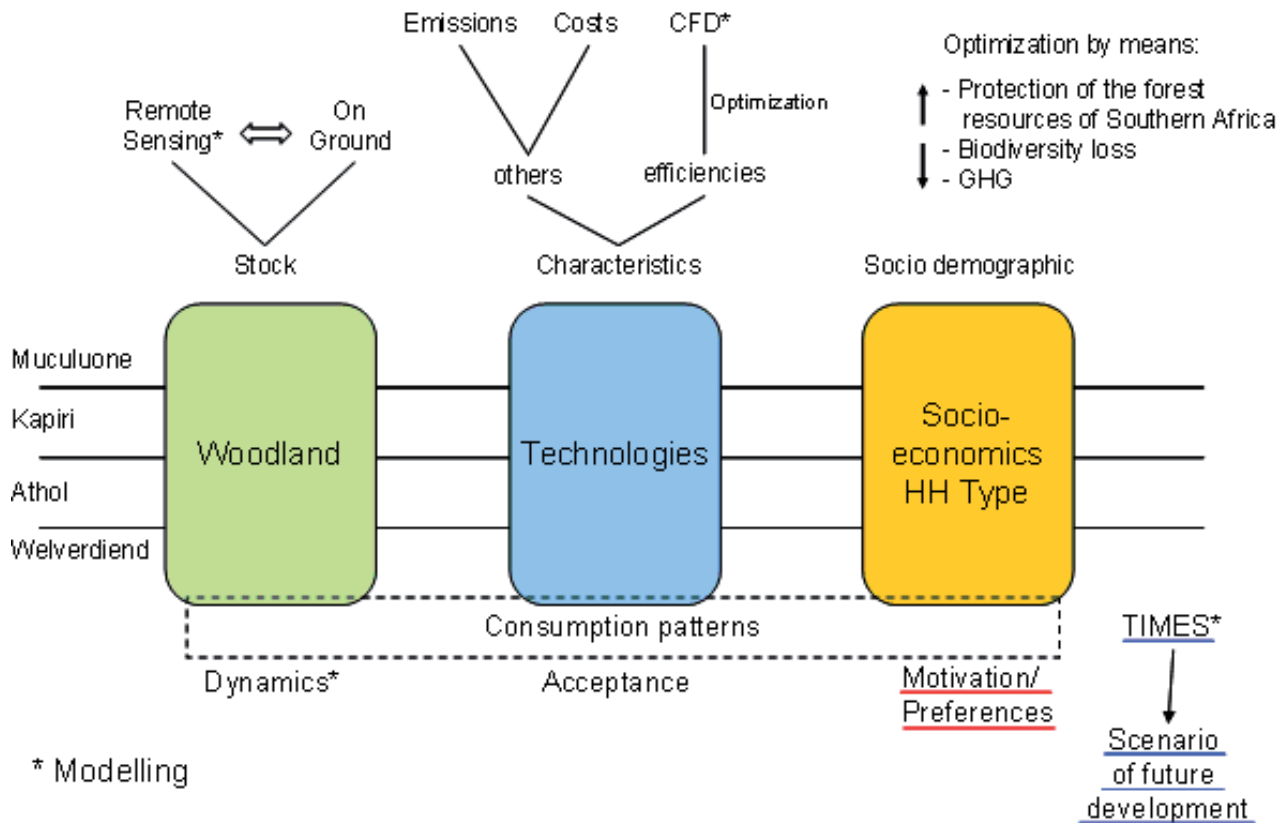 Emissions
Costs
CFD*
Optimization by means:
- Protection of the forest
resources of Southern Africa
- Biodiversity loss
- GHG
Optimization
Remote
Sensing*
On
Ground
others
efficiencies
Stock
Characteristics
Socio demographic
Muculuone
Kapiri
Athol
Welverdiend
Woodland
Technologies
Socio-
economics
HH Type
Consumption patterns
Dynamics*
Acceptance
Motivation/
Preferences
TIMES*
Scenario
of future
development
* Modelling